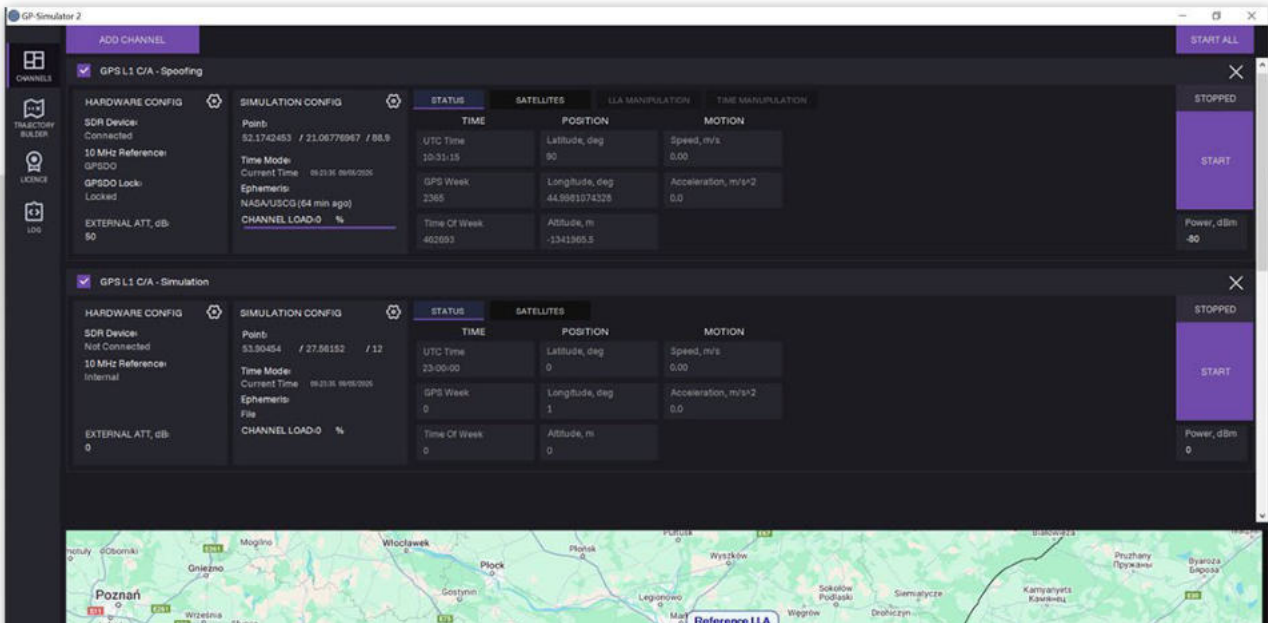 GP-Simulator 2
ADD CHANNEL
START ALL
CHANNELS
TRAJECTORY BUILDER
LICENCE
LOG
GPS L1 C/A - Spoofing
HARDWARE CONFIG
SDR Device:
Connected
10 MHz Reference:
GPSDO
GPSDO Lock:
Locked
EXTERNAL ATT, dB:
50
SIMULATION CONFIG
Point:
52.1742453 / 21.06776967 / 88.9
Time Mode:
Current Time
Ephemeris:
NASA/USCG (64 min ago)
CHANNEL LOAD:0 %
STATUS SATELLITES LLA MANIPULATION TIME MANUPULATION
TIME POSITION MOTION
UTC Time Latitude, deg Speed, m/s
10:31:15 90 0.00
GPS Week Longitude, deg Acceleration, m/s^2
2365 44.9981074328 0.0
Time Of Week Altitude, m
462693 -1341965.5
STOPPED
START
Power, dBm
-80
GPS L1 C/A - Simulation
HARDWARE CONFIG
SDR Device:
Not Connected
10 MHz Reference:
Internal
EXTERNAL ATT, dB:
0
SIMULATION CONFIG
Point:
53.90454 / 27.56152 / 12
Time Mode:
Current Time
Ephemeris:
File
CHANNEL LOAD:0 %
STATUS SATELLITES
TIME POSITION MOTION
UTC Time Latitude, deg Speed, m/s
23:00:00 0 0.00
GPS Week Longitude, deg Acceleration, m/s^2
0 1 0.0
Time Of Week Altitude, m
0 0
STOPPED
START
Power, dBm
0
Mogilno
Włocławek
Płońsk
Pułtusk
Oborniki
Gniezno
Płock
Wyszków
Pruzhany
Пружаны
Byaroza
Бяроза
Poznań
Gostynin
Legionowo
Sokołów Podlaski
Siemiatycze
Kamyanyets
Камянец
Września
Węgrów
Drohiczyn
Reference LLA